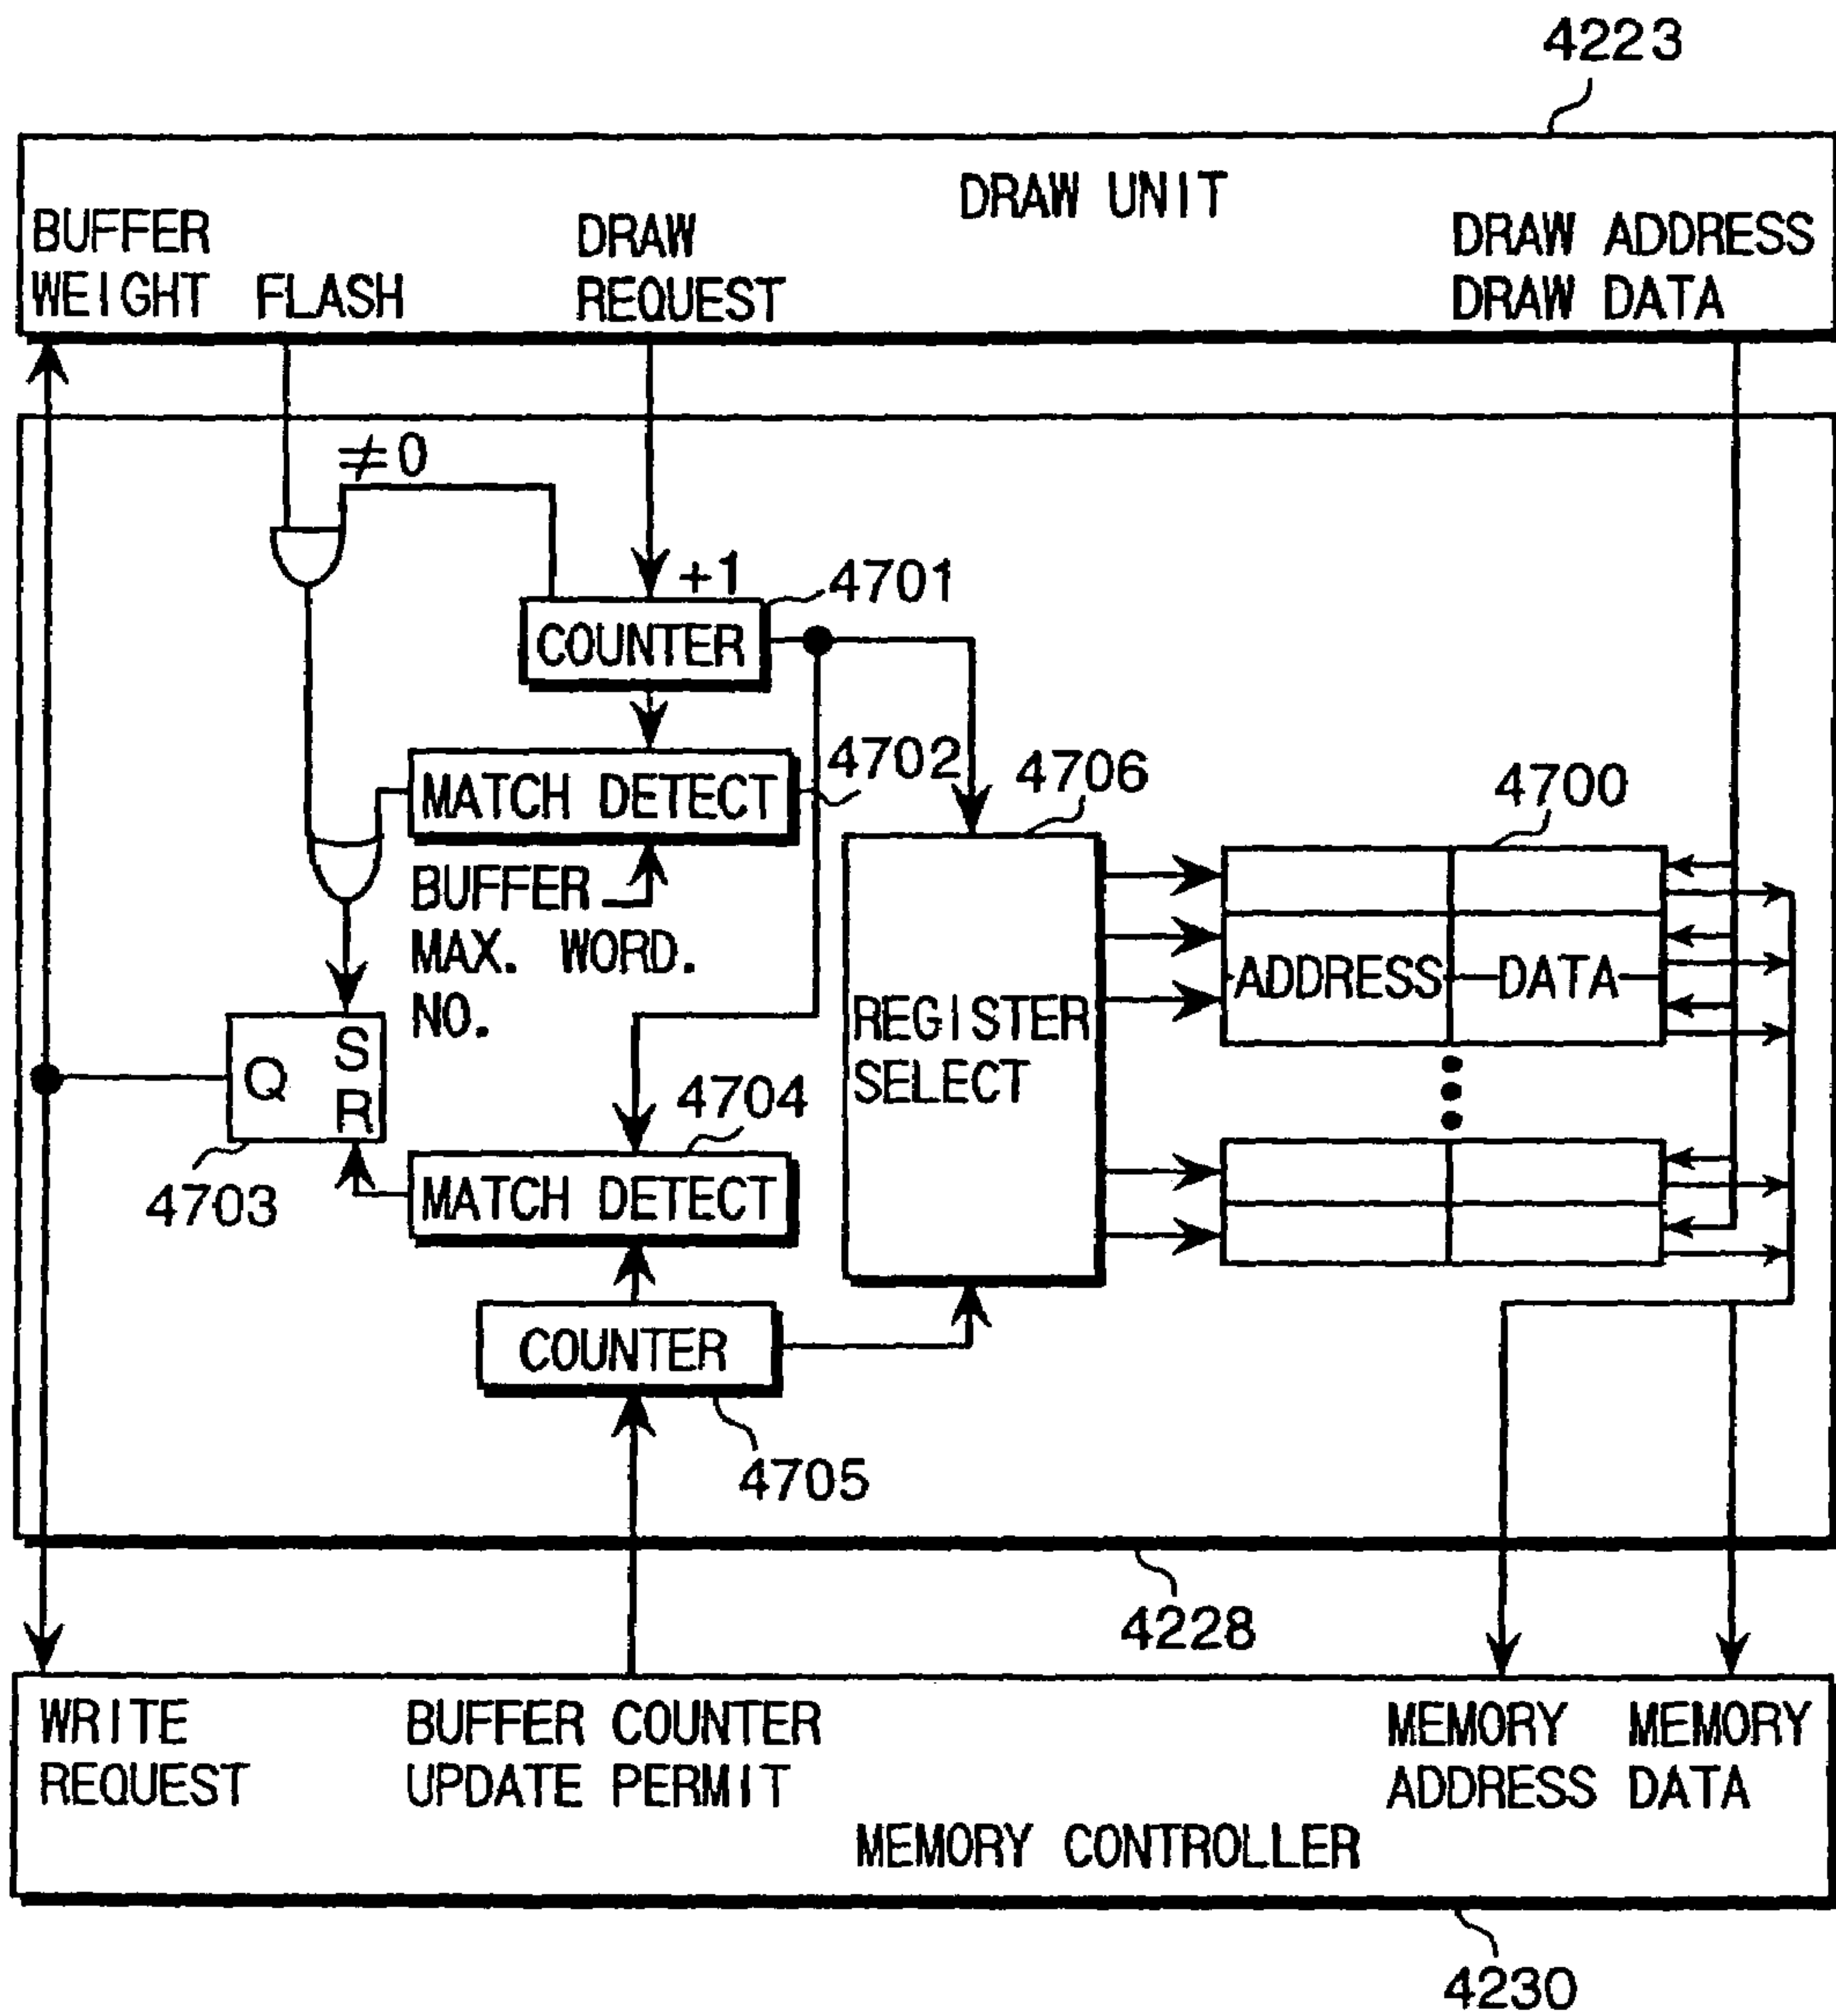 4223
DRAW UNIT
BUFFER
WEIGHT
FLASH
DRAW
REQUEST
DRAW ADDRESS
DRAW DATA
≠0
+1
4701
COUNTER
4702
MATCH DETECT
BUFFER
MAX. WORD.
NO.
4706
4700
REGISTER
SELECT
ADDRESS
DATA
S
Q
R
4703
4704
MATCH DETECT
COUNTER
4705
4228
WRITE
REQUEST
BUFFER COUNTER
UPDATE PERMIT
MEMORY
ADDRESS
MEMORY
DATA
MEMORY CONTROLLER
4230